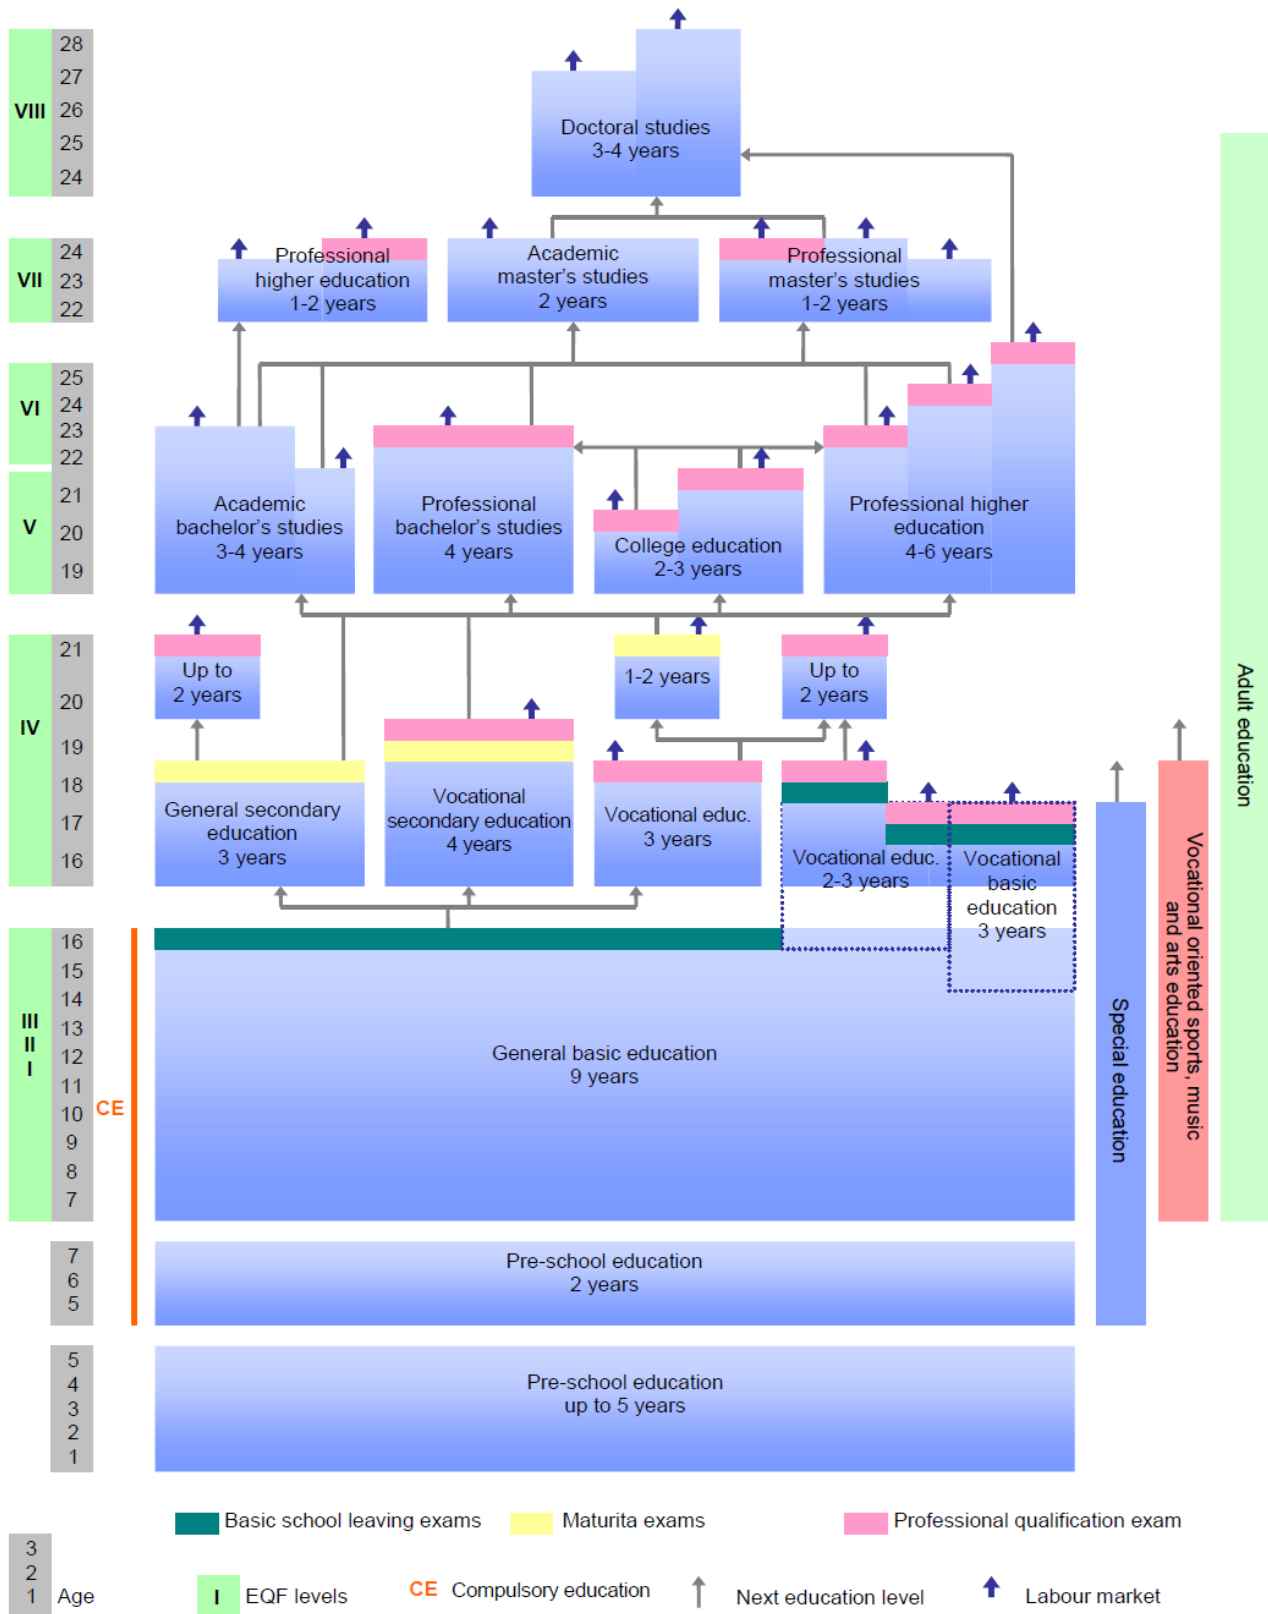 28
27
26
25
24
VIII
Doctoral studies
3-4 years
24
23
22
VII
Professional
higher education
1-2 years
Academic
master's studies
2 years
Professional
master's studies
1-2 years
25
24
23
22
VI
21
20
19
V
Academic
bachelor's studies
3-4 years
Professional
bachelor's studies
4 years
College education
2-3 years
Professional higher
education
4-6 years
21
20
19
18
17
16
IV
Up to
2 years
1-2 years
Up to
2 years
General secondary
education
3 years
Vocational
secondary education
4 years
Vocational educ.
3 years
Vocational educ.
2-3 years
Vocational
basic
education
3 years
16
15
14
13
12
11
10
9
8
7
III
II
I
CE
General basic education
9 years
7
6
5
Pre-school education
2 years
5
4
3
2
1
Pre-school education
up to 5 years
Special education
Vocational oriented sports, music
and arts education
Adult education
Basic school leaving exams
Maturita exams
Professional qualification exam
3
2
1 Age
I EQF levels
CE Compulsory education
Next education level
Labour market